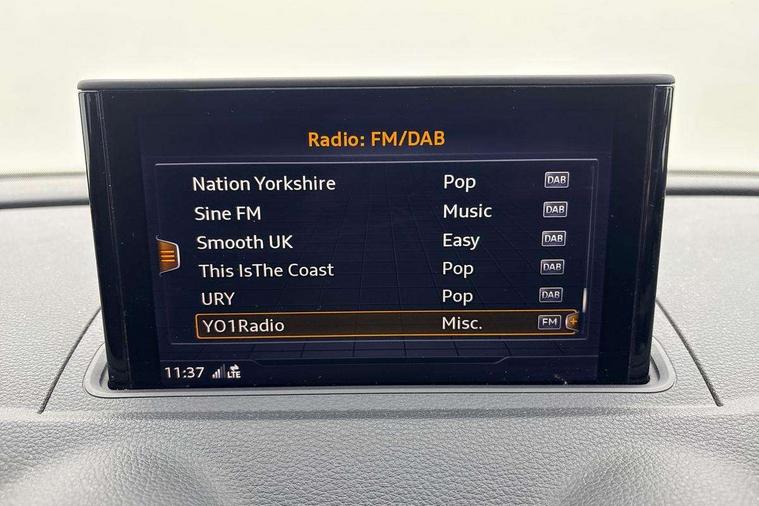 Radio: FM/DAB
Nation Yorkshire Pop DAB
Sine FM Music DAB
Smooth UK Easy DAB
This IsThe Coast Pop DAB
URY Pop DAB
YO1Radio Misc. FM
11:37 LTE